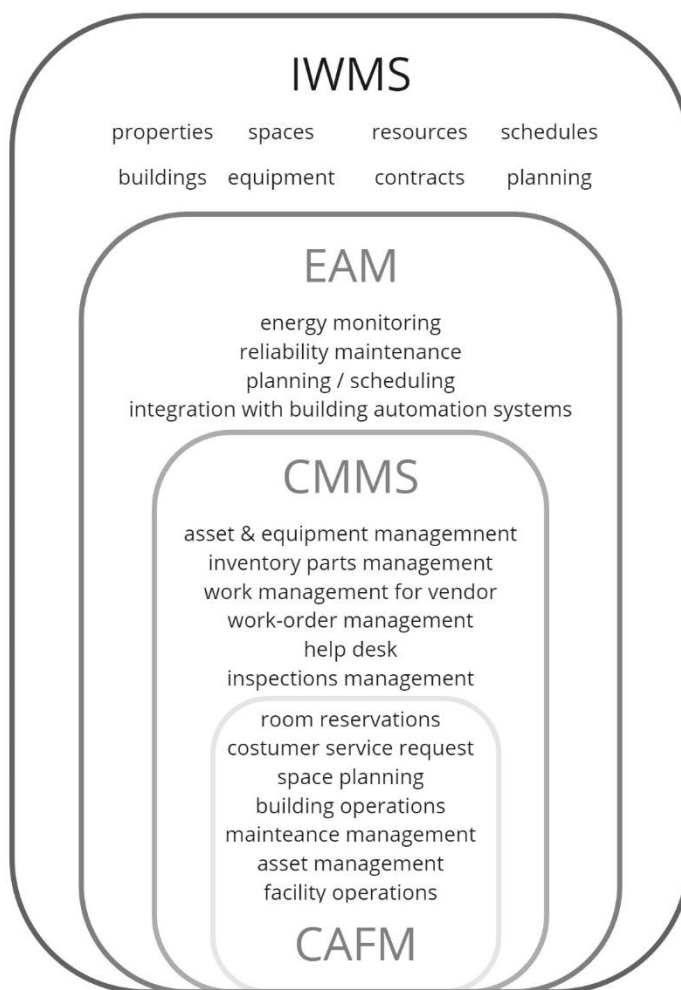 IWMS
properties spaces resources schedules
buildings equipment contracts planning
EAM
energy monitoring
reliability maintenance
planning / scheduling
integration with building automation systems
CMMS
asset & equipment managemnent
inventory parts management
work management for vendor
work-order management
help desk
inspections management
room reservations
costumer service request
space planning
building operations
mainteance management
asset management
facility operations
CAFM